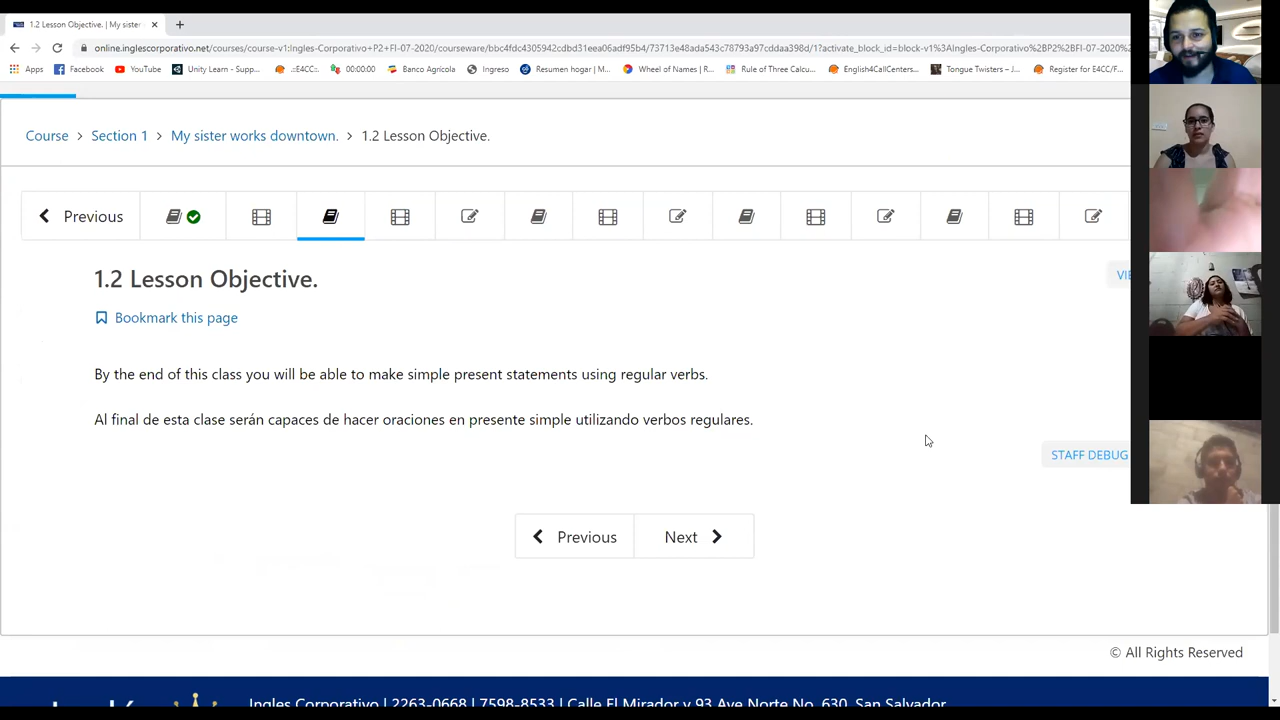 1.2 Lesson Objective. | My sister
online.inglescorporativo.net/courses/course-v1:Ingles-Corporativo+P2+FI-07-2020/courseware/bbc4fdc4305942cdbd31eea06adf95b4/73713e48ada543c78793a97cddaa398d/1?activate_block_id=block-v1%3AIngles-Corporativo%2BP2%2BFI-07-2020%
Apps Facebook YouTube Unity Learn - Supp... .::E4CC::. 00:00:00 Banco Agrícola Ingreso Resumen hogar | M... Wheel of Names | R... Rule of Three Calcu... English4CallCenters... Tongue Twisters – J... Register for E4CC/F...
Course > Section 1 > My sister works downtown. > 1.2 Lesson Objective.
Previous
1.2 Lesson Objective.
VIE
Bookmark this page
By the end of this class you will be able to make simple present statements using regular verbs.
Al final de esta clase serán capaces de hacer oraciones en presente simple utilizando verbos regulares.
STAFF DEBUG
Previous Next
© All Rights Reserved
Ingles Corporativo | 2263-0668 | 7598-8533 | Calle El Mirador y 93 Ave Norte No. 630, San Salvador